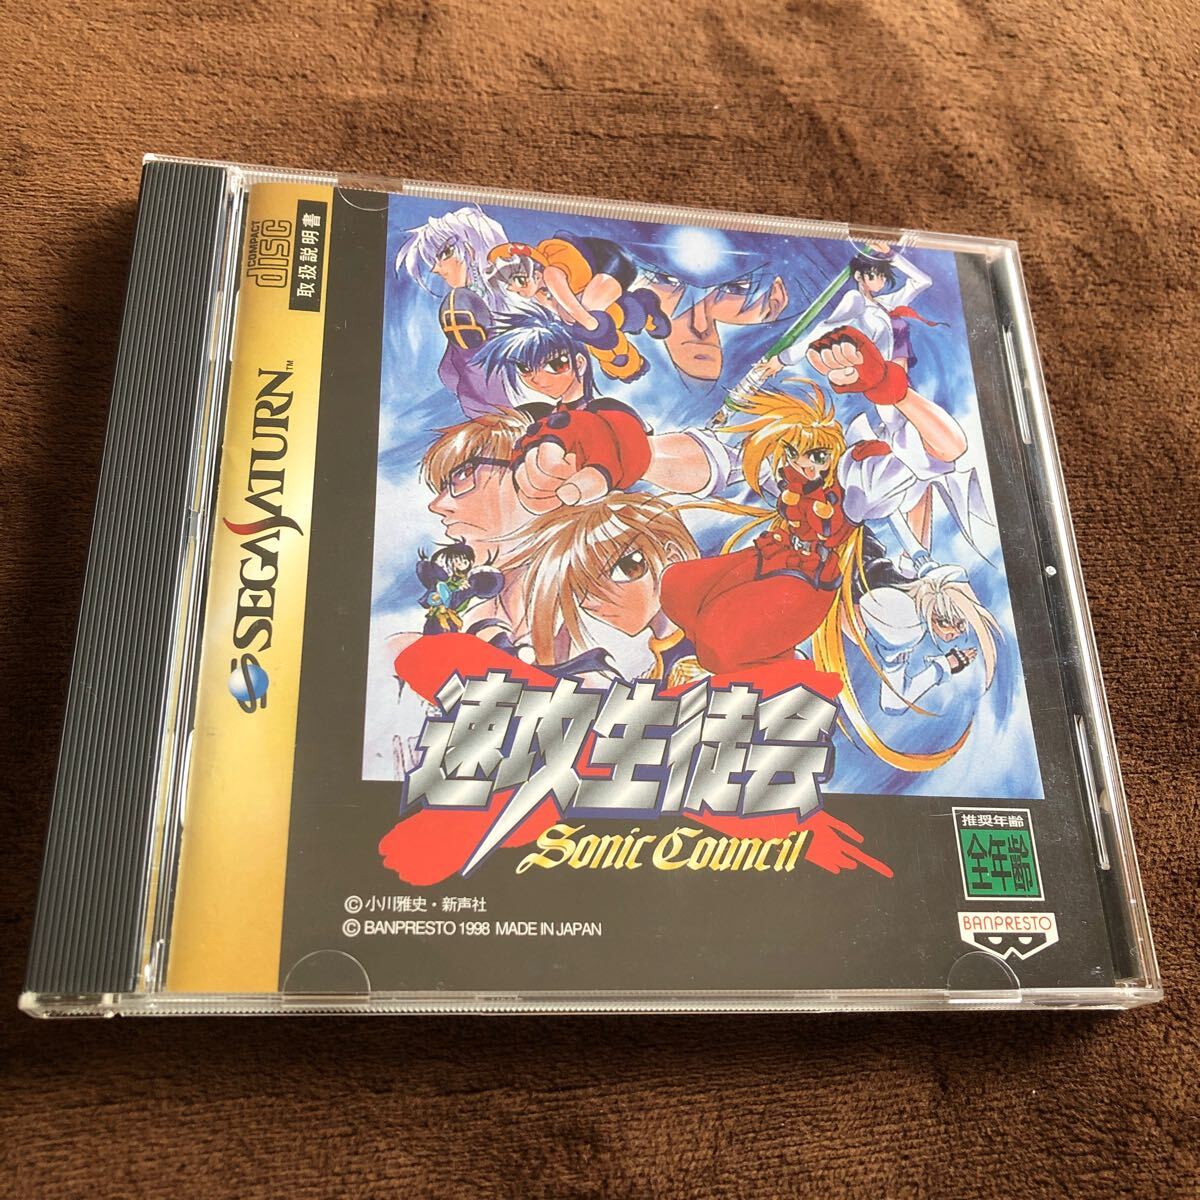 COMPACT
disc
取扱説明書
SEGA SATURN™
速攻生徒会
Sonic Council
©小川雅史・新声社
© BANPRESTO 1998 MADE IN JAPAN
推奨年齢
全年齢
BANPRESTO